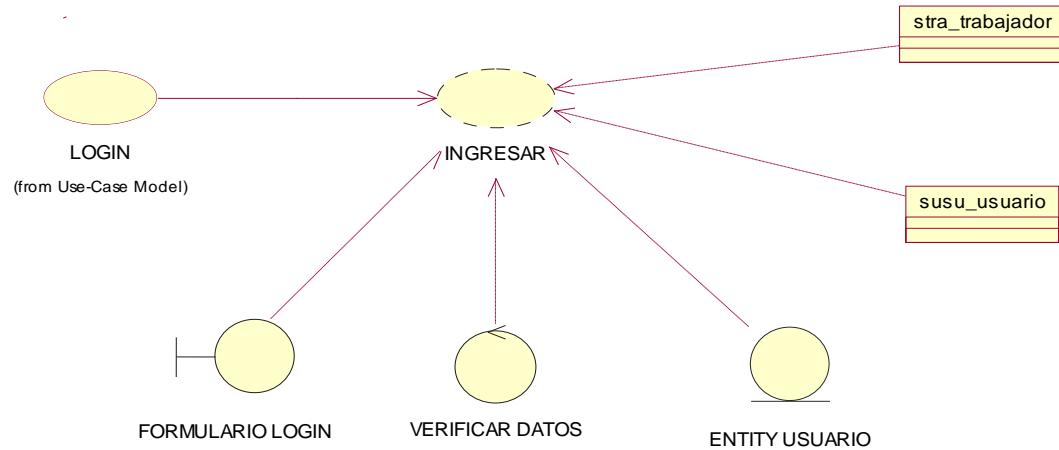 stra_trabajador
LOGIN
(from Use-Case Model)
INGRESAR
susu_usuario
FORMULARIO LOGIN
VERIFICAR DATOS
ENTITY USUARIO